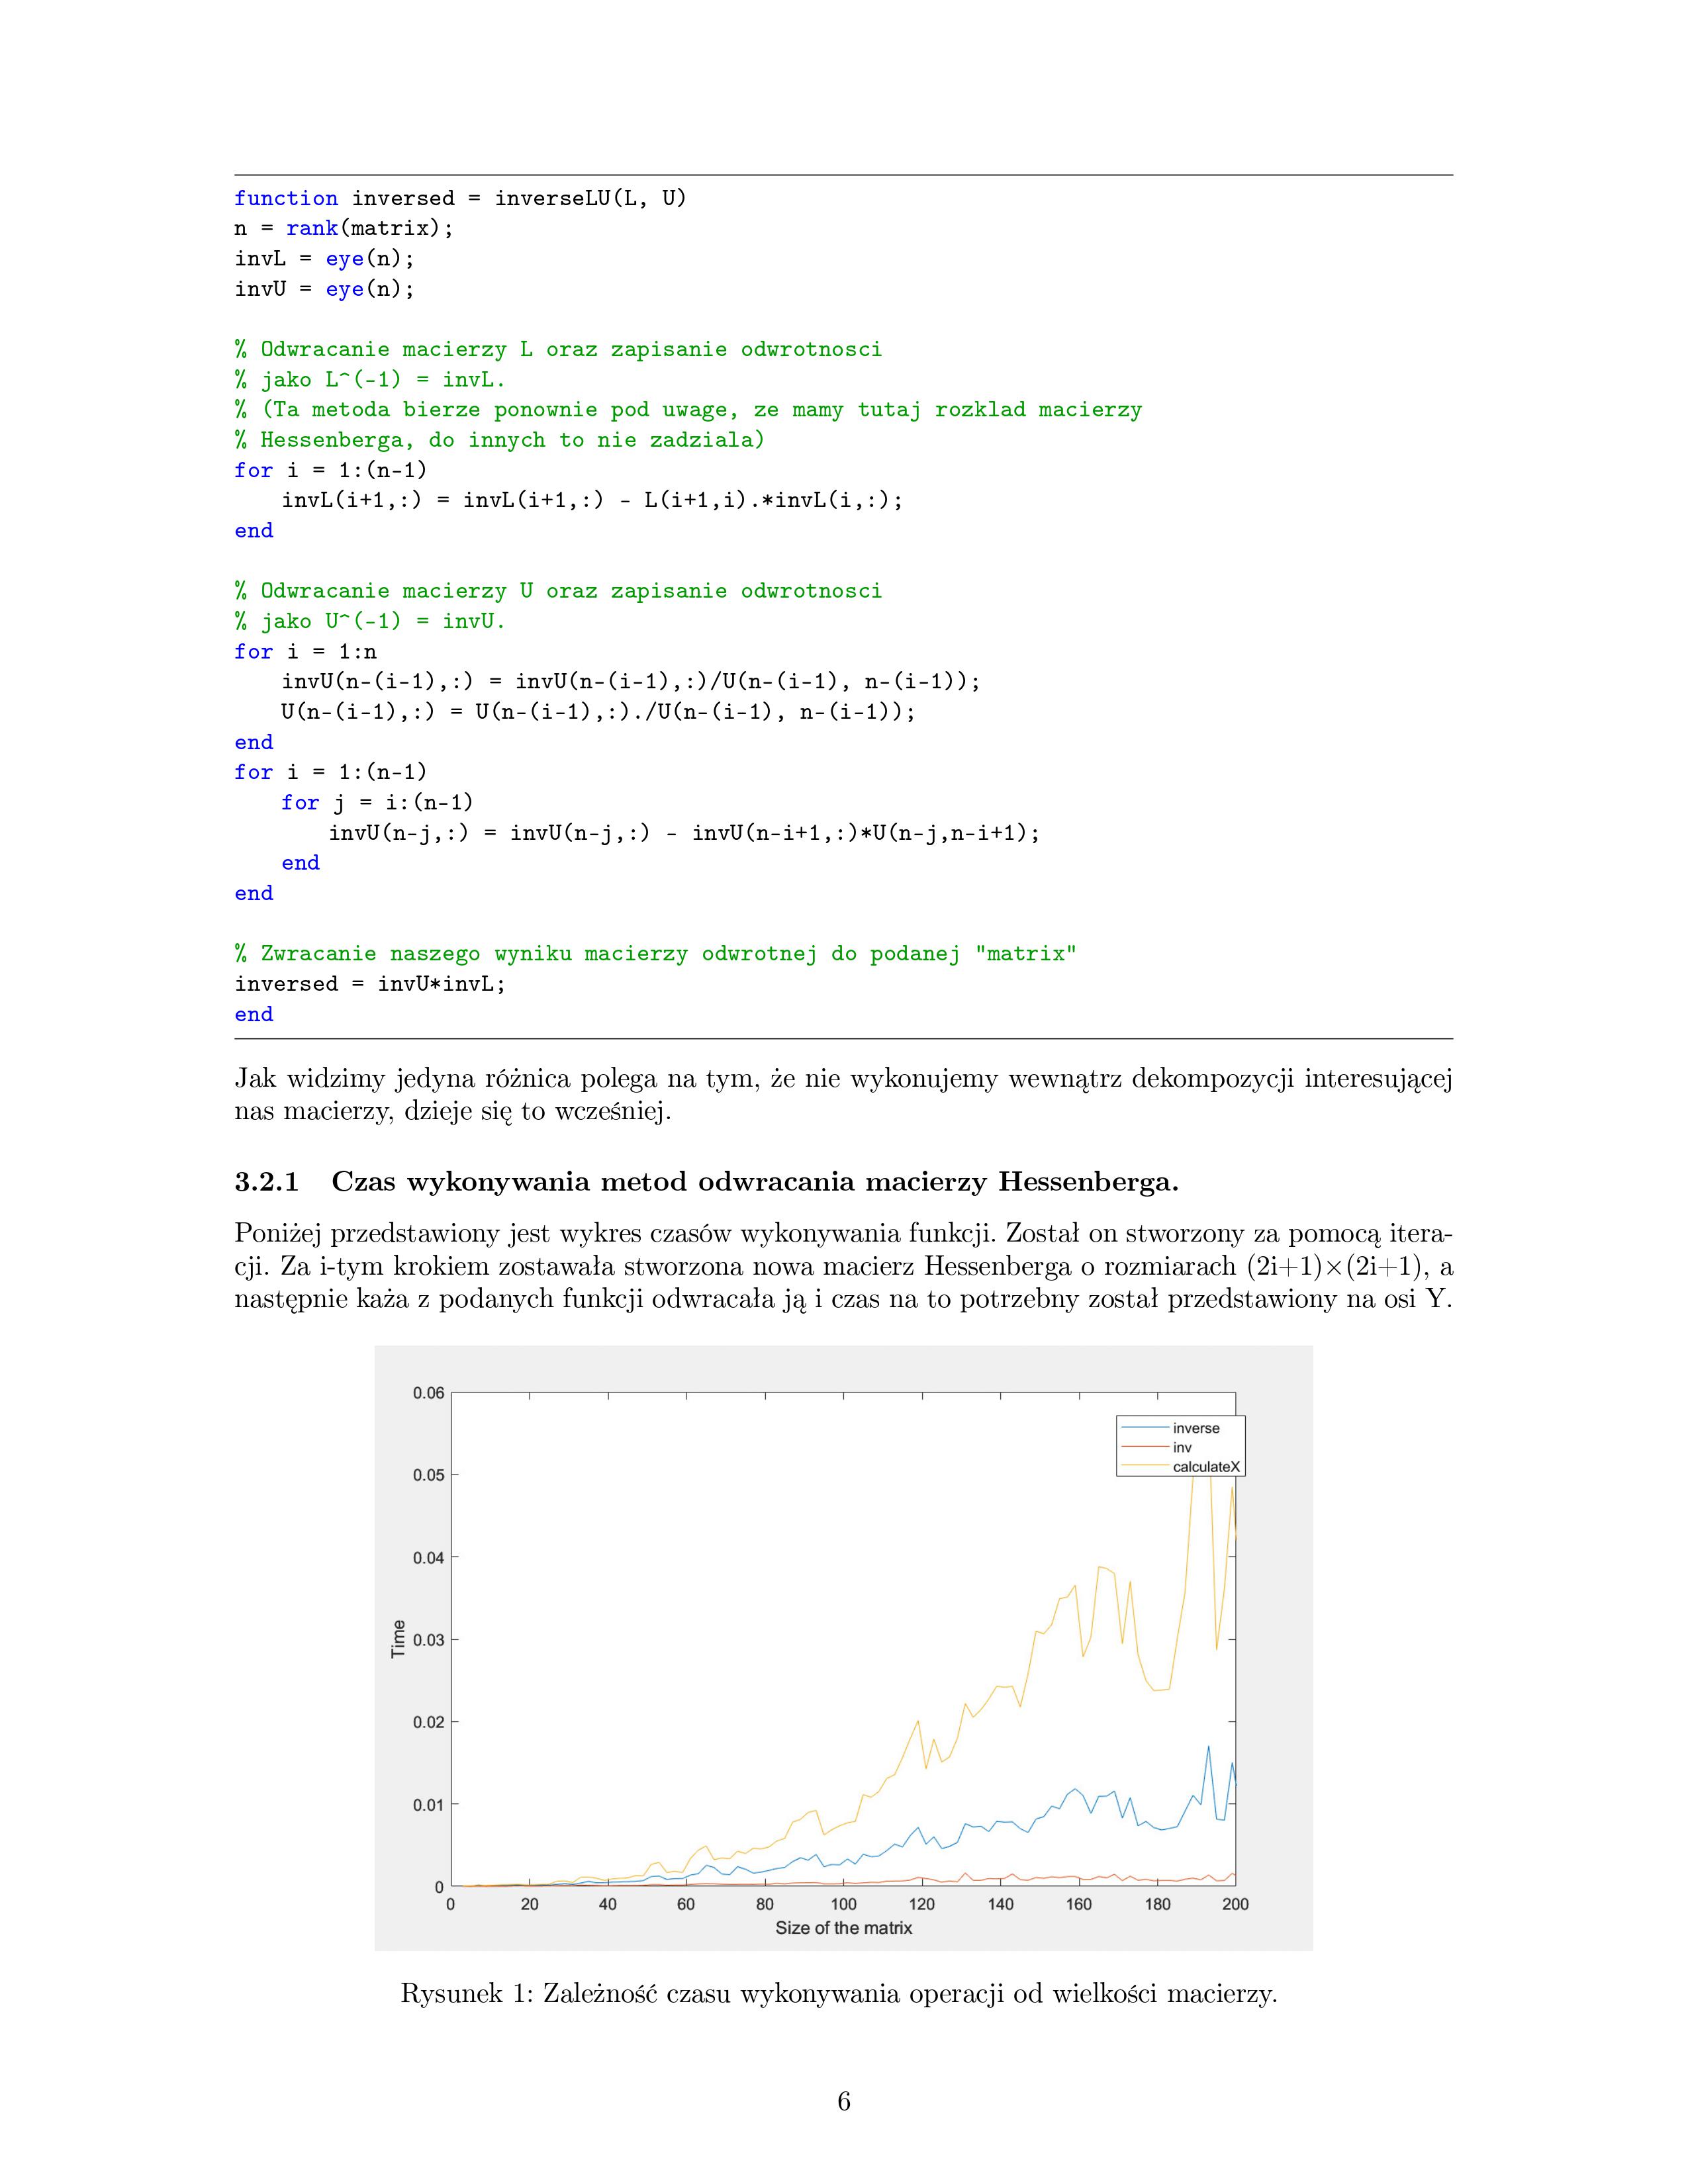 function inversed = inverseLU(L, U)
n = rank(matrix);
invL = eye(n);
invU = eye(n);
% Odwracanie macierzy L oraz zapisanie odwrotnosci
% jako L^(-1) = invL.
% (Ta metoda bierze ponownie pod uwage, ze mamy tutaj rozklad macierzy
% Hessenberga, do innych to nie zadziala)
for i = 1:(n-1)
invL(i+1,:) = invL(i+1,:) - L(i+1,i).*invL(i,:);
end
% Odwracanie macierzy U oraz zapisanie odwrotnosci
% jako U^(-1) = invU.
for i = 1:n
invU(n-(i-1),:) = invU(n-(i-1),:)/U(n-(i-1), n-(i-1));
U(n-(i-1),:) = U(n-(i-1),:)./U(n-(i-1), n-(i-1));
end
for i = 1:(n-1)
for j = i:(n-1)
invU(n-j,:) = invU(n-j,:) - invU(n-i+1,:)*U(n-j,n-i+1);
end
end
% Zwracanie naszego wyniku macierzy odwrotnej do podanej "matrix"
inversed = invU*invL;
end
Jak widzimy jedyna różnica polega na tym, że nie wykonujemy wewnątrz dekompozycji interesującej
nas macierzy, dzieje się to wcześniej.
3.2.1 Czas wykonywania metod odwracania macierzy Hessenberga.
Poniżej przedstawiony jest wykres czasów wykonywania funkcji. Został on stworzony za pomocą itera-
cji. Za i-tym krokiem zostawała stworzona nowa macierz Hessenberga o rozmiarach (2i+1)×(2i+1), a
następnie każa z podanych funkcji odwracała ją i czas na to potrzebny został przedstawiony na osi Y.
0.06
0.05
0.04
0.03
0.02
0.01
0
Time
inverse
inv
calculateX
0 20 40 60 80 100 120 140 160 180 200
Size of the matrix
Rysunek 1: Zależność czasu wykonywania operacji od wielkości macierzy.
6